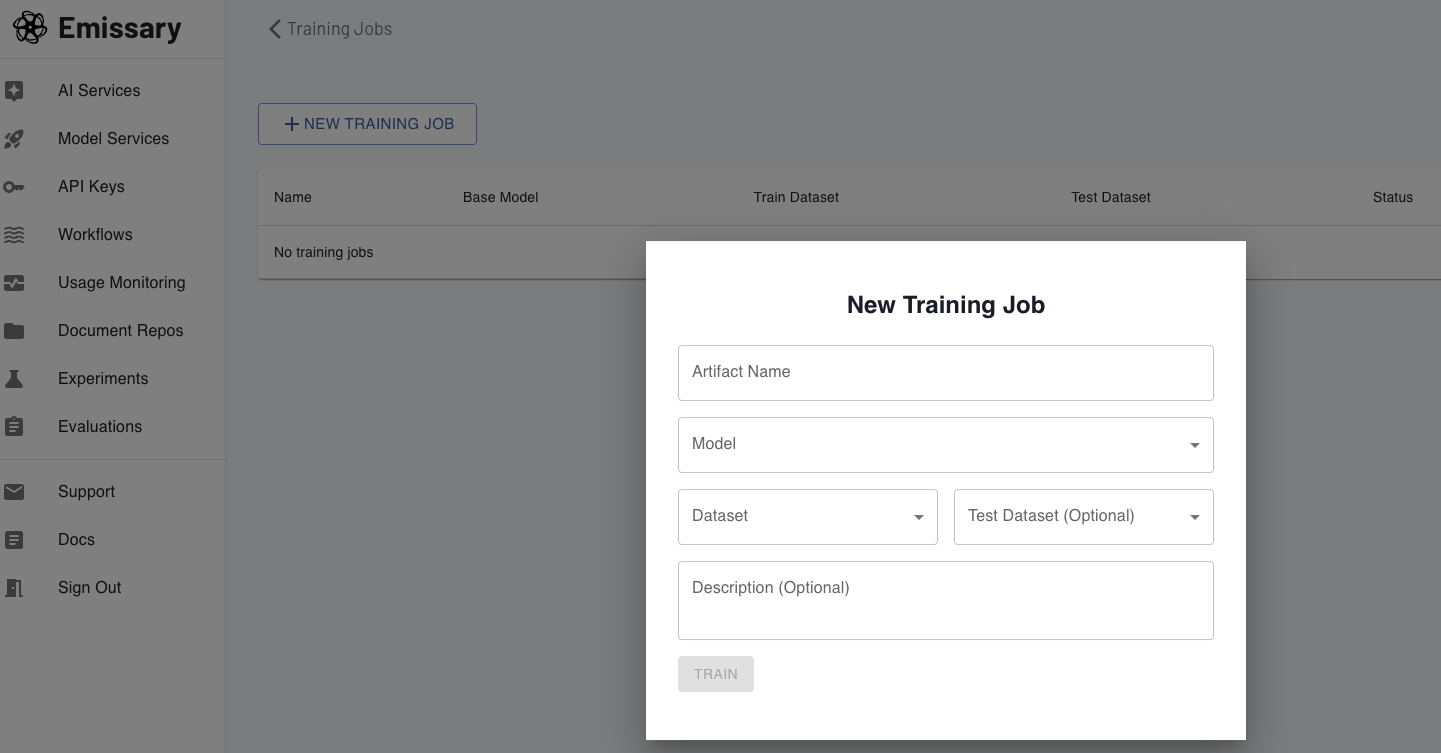 Emissary
AI Services
Model Services
API Keys
Workflows
Usage Monitoring
Document Repos
Experiments
Evaluations
Support
Docs
Sign Out
Training Jobs
NEW TRAINING JOB
Name Base Model Train Dataset Test Dataset Status
No training jobs
New Training Job
Artifact Name
Model
Dataset Test Dataset (Optional)
Description (Optional)
TRAIN